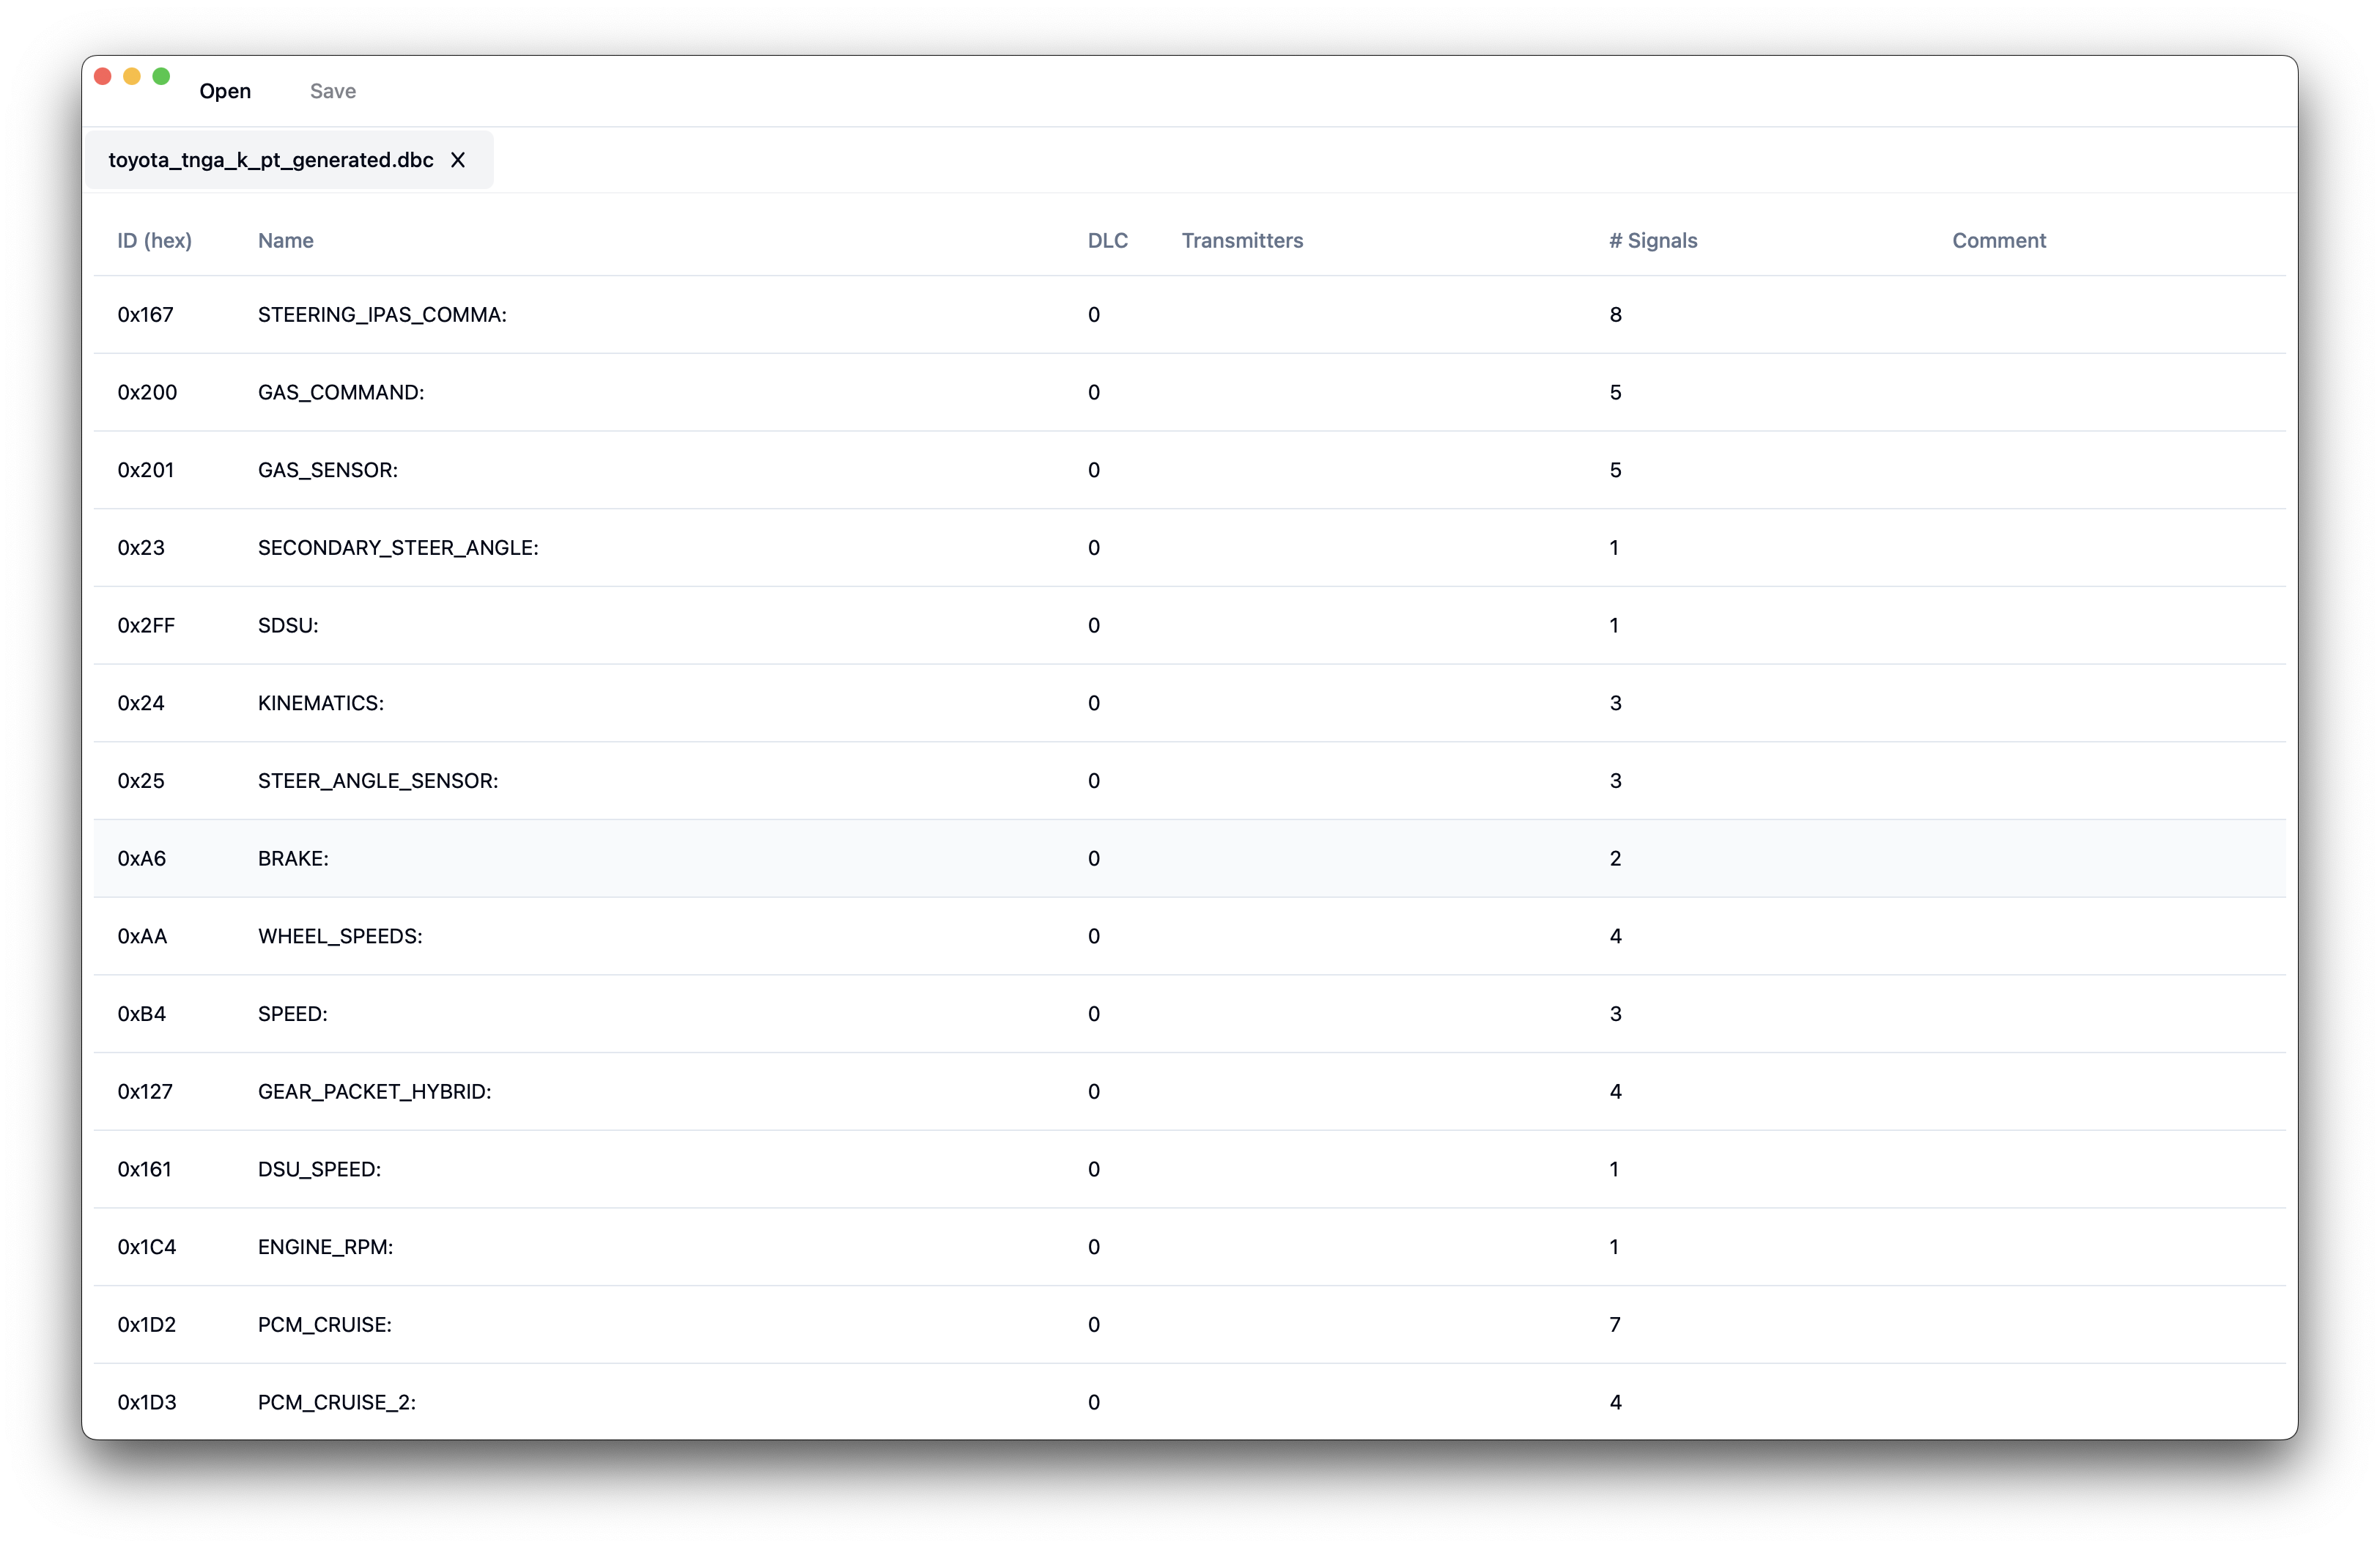 Open Save
toyota_tnga_k_pt_generated.dbc X
ID (hex) Name DLC Transmitters # Signals Comment
0x167 STEERING_IPAS_COMMA: 0 8
0x200 GAS_COMMAND: 0 5
0x201 GAS_SENSOR: 0 5
0x23 SECONDARY_STEER_ANGLE: 0 1
0x2FF SDSU: 0 1
0x24 KINEMATICS: 0 3
0x25 STEER_ANGLE_SENSOR: 0 3
0xA6 BRAKE: 0 2
0xAA WHEEL_SPEEDS: 0 4
0xB4 SPEED: 0 3
0x127 GEAR_PACKET_HYBRID: 0 4
0x161 DSU_SPEED: 0 1
0x1C4 ENGINE_RPM: 0 1
0x1D2 PCM_CRUISE: 0 7
0x1D3 PCM_CRUISE_2: 0 4